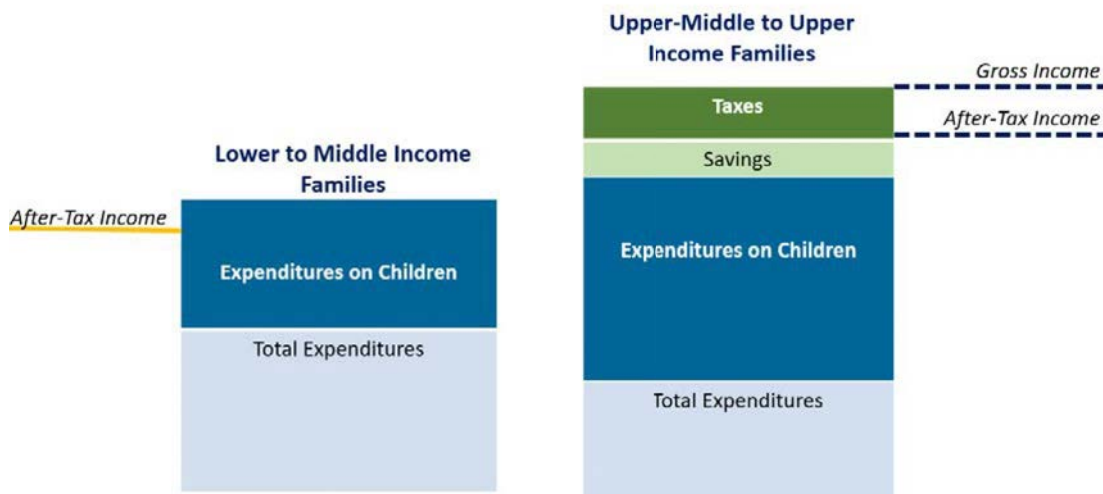 Upper-Middle to Upper
Income Families
Gross Income
Taxes
After-Tax Income
Savings
Lower to Middle Income
Families
After-Tax Income
Expenditures on Children
Expenditures on Children
Total Expenditures
Total Expenditures